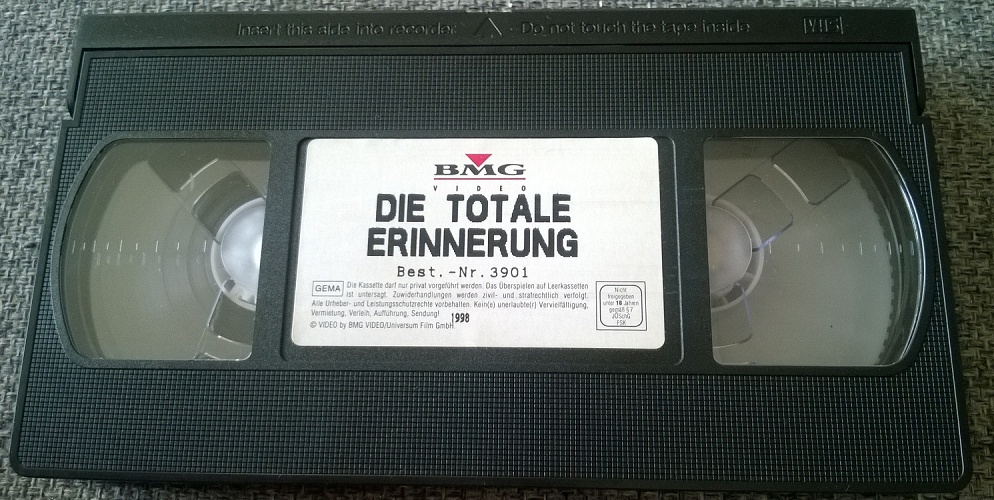 Insert this side into recorder. △ · Do not touch the tape inside VHS
BMG
VIDEO
DIE TOTALE
ERINNERUNG
Best.-Nr.3901
GEMA Die Kassette darf nur privat vorgeführt werden. Das Überspielen auf Leerkassetten
ist untersagt. Zuwiderhandlungen werden zivil- und strafrechtlich verfolgt.
Alle Urheber- und Leistungsschutzrechte vorbehalten. Kein(e) unerlaubte(r) Vervielfältigung,
Vermietung, Verleih, Aufführung, Sendung! 1998
© VIDEO by BMG VIDEO/Universum Film GmbH.
Nicht
freigegeben
unter 18 Jahren
gemäß § 7
JÖSchG
FSK